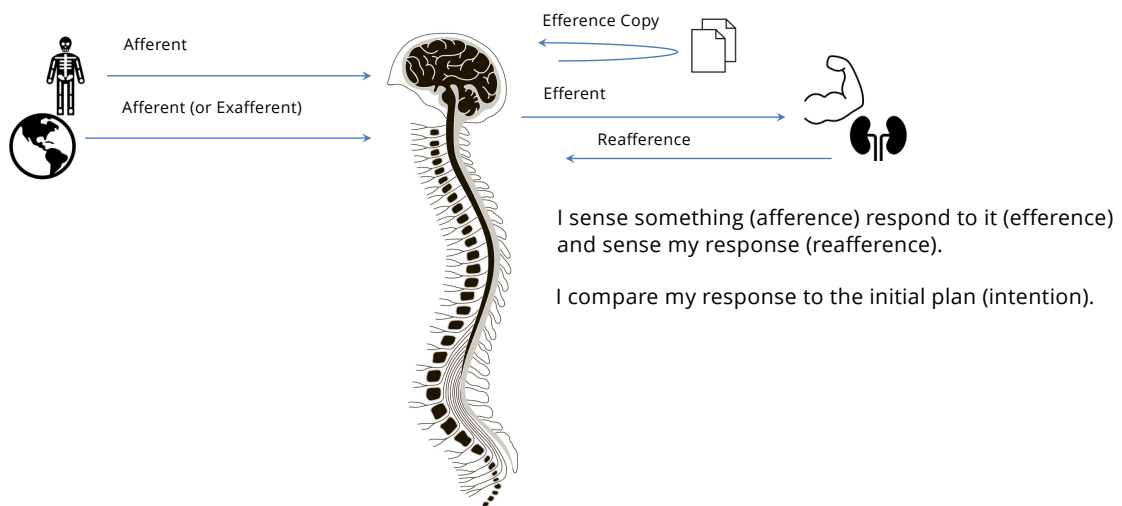 Efference Copy
Afferent
Efferent
Afferent (or Exafferent)
Reafference
I sense something (afference) respond to it (efference)
and sense my response (reafference).
I compare my response to the initial plan (intention).